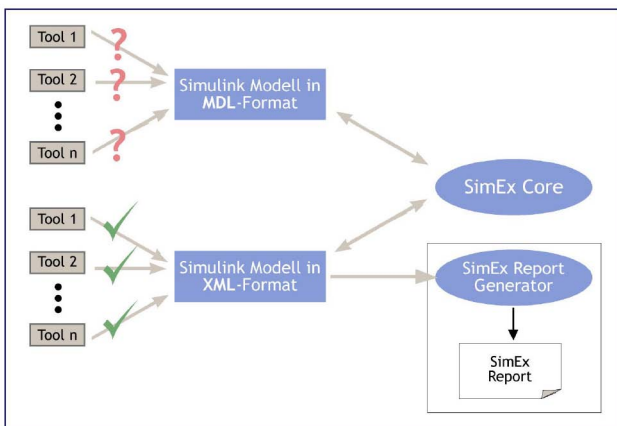 Tool 1
?
Tool 2
?
Tool n
?
Simulink Modell in
MDL-Format
SimEx Core
Tool 1
Tool 2
Tool n
Simulink Modell in
XML-Format
SimEx Report
Generator
SimEx
Report